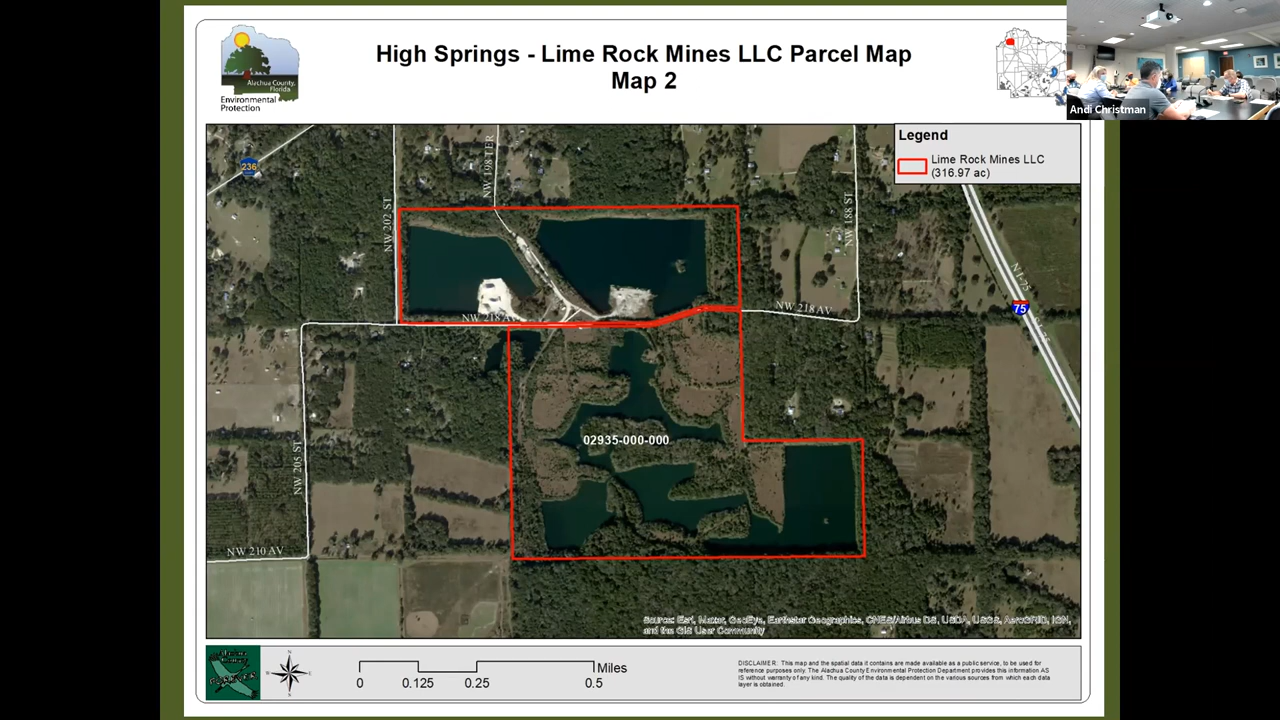 High Springs - Lime Rock Mines LLC Parcel Map
Map 2
Alachua County,
Florida
Environmental
Protection
Andi Christman
Legend
Lime Rock Mines LLC
(316.97 ac)
236
NW 202 ST
NW 198 TER
NW 188 ST
N I-75
75
NW 218 AV
NW 218 AV
02935-000-000
NW 205 ST
NW 210 AV
Source: Esri, Maxar, GeoEye, Earthstar Geographics, CNES/Airbus DS, USDA, USGS, AeroGRID, IGN,
and the GIS User Community
N
W
E
S
Miles
0
0.125
0.25
0.5
DISCLAIMER: This map and the spatial data it contains are made available as a public service, to be used for
reference purposes only. The Alachua County Environmental Protection Department provides this information AS
IS without warranty of any kind. The quality of the data is dependent on the various sources from which each data
layer is obtained.